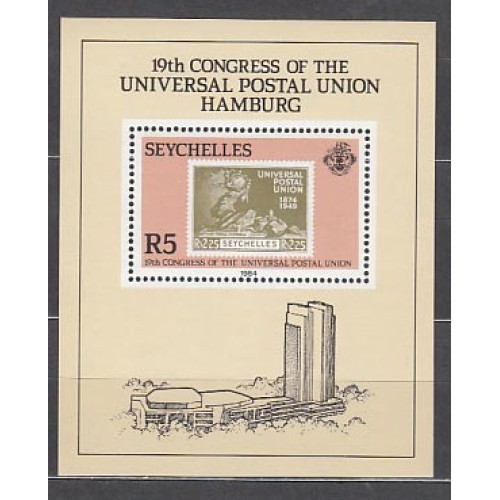 19th CONGRESS OF THE
UNIVERSAL POSTAL UNION
HAMBURG
SEYCHELLES
UNIVERSAL
POSTAL
UNION
1874
1949
R2·25 SEYCHELLES R2·25
R5
19th CONGRESS OF THE UNIVERSAL POSTAL UNION
1984